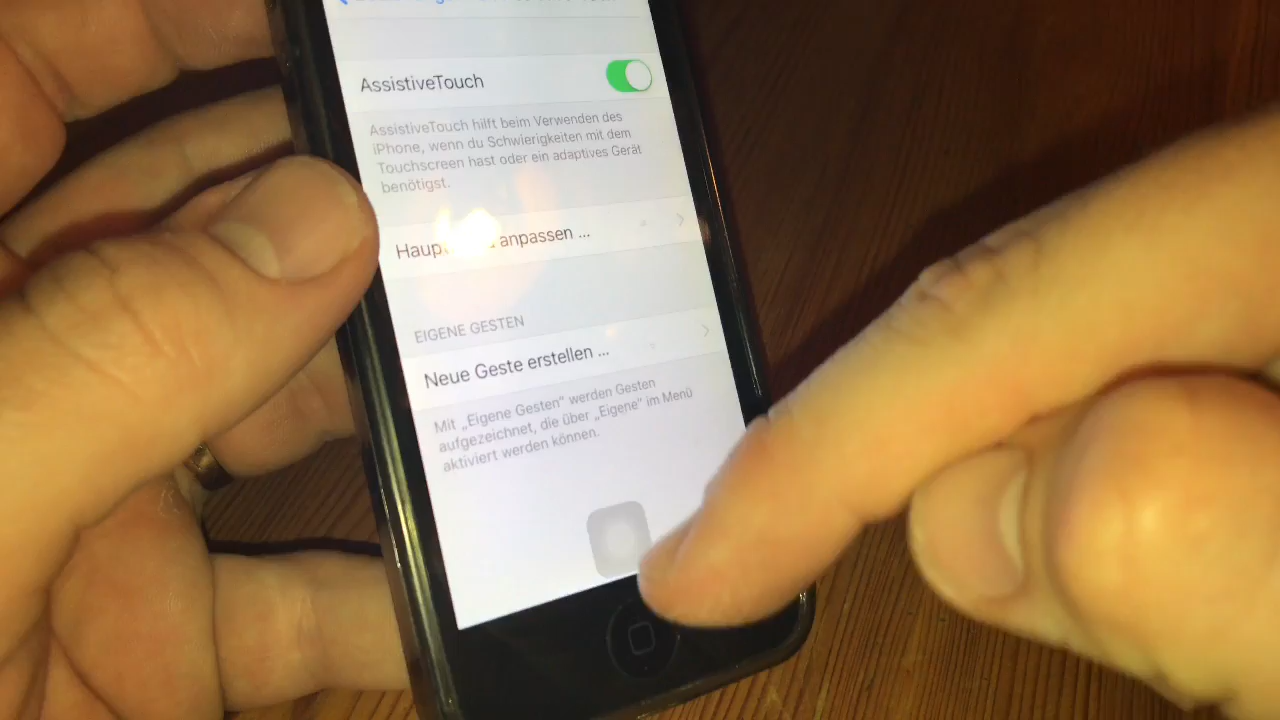 AssistiveTouch
AssistiveTouch hilft beim Verwenden des
iPhone, wenn du Schwierigkeiten mit dem
Touchscreen hast oder ein adaptives Gerät
benötigst.
anpassen ...
EIGENE GESTEN
Neue Geste erstellen ...
Mit „Eigene Gesten“ werden Gesten
aufgezeichnet, die über „Eigene“ im Menü
aktiviert werden können.